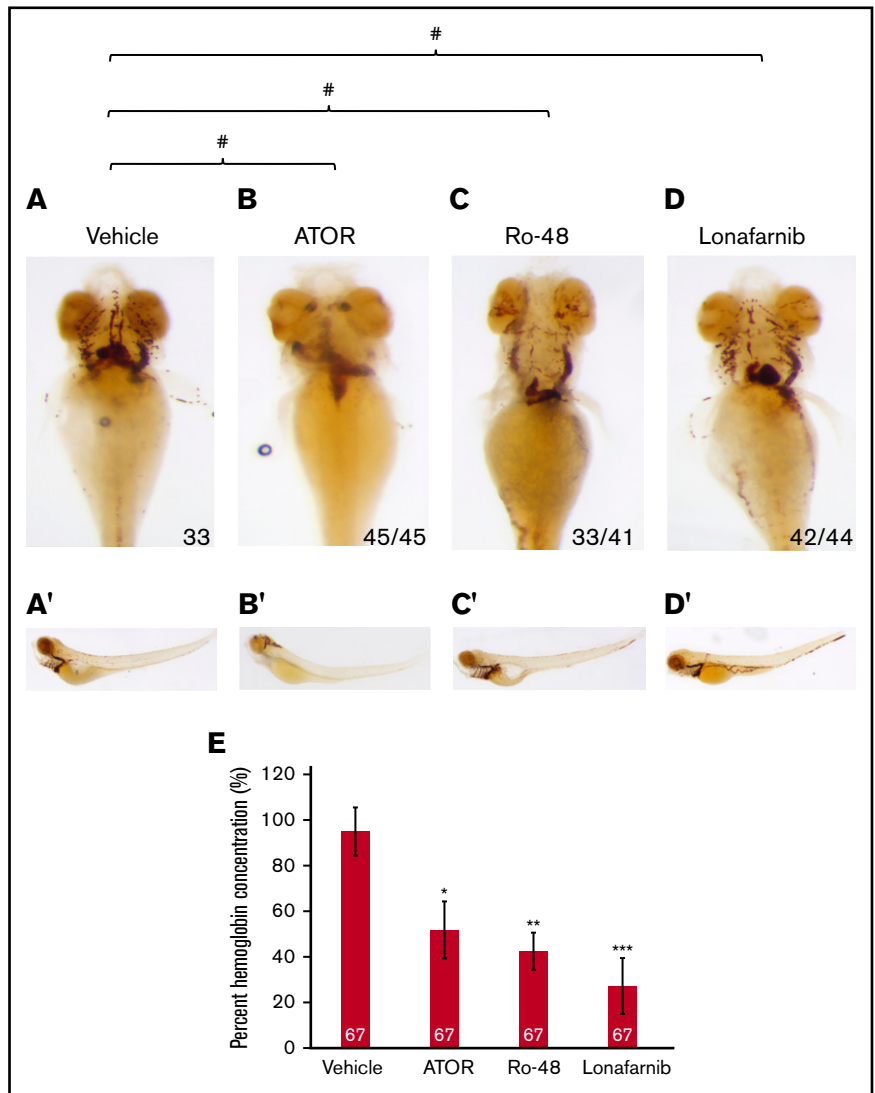 #
#
#
A B C D
Vehicle ATOR Ro-48 Lonafarnib
33 45/45 33/41 42/44
A' B' C' D'
E
Percent hemoglobin concentration (%)
120
100
80
60
40
20
0
* ** ***
67 67 67 67
Vehicle ATOR Ro-48 Lonafarnib